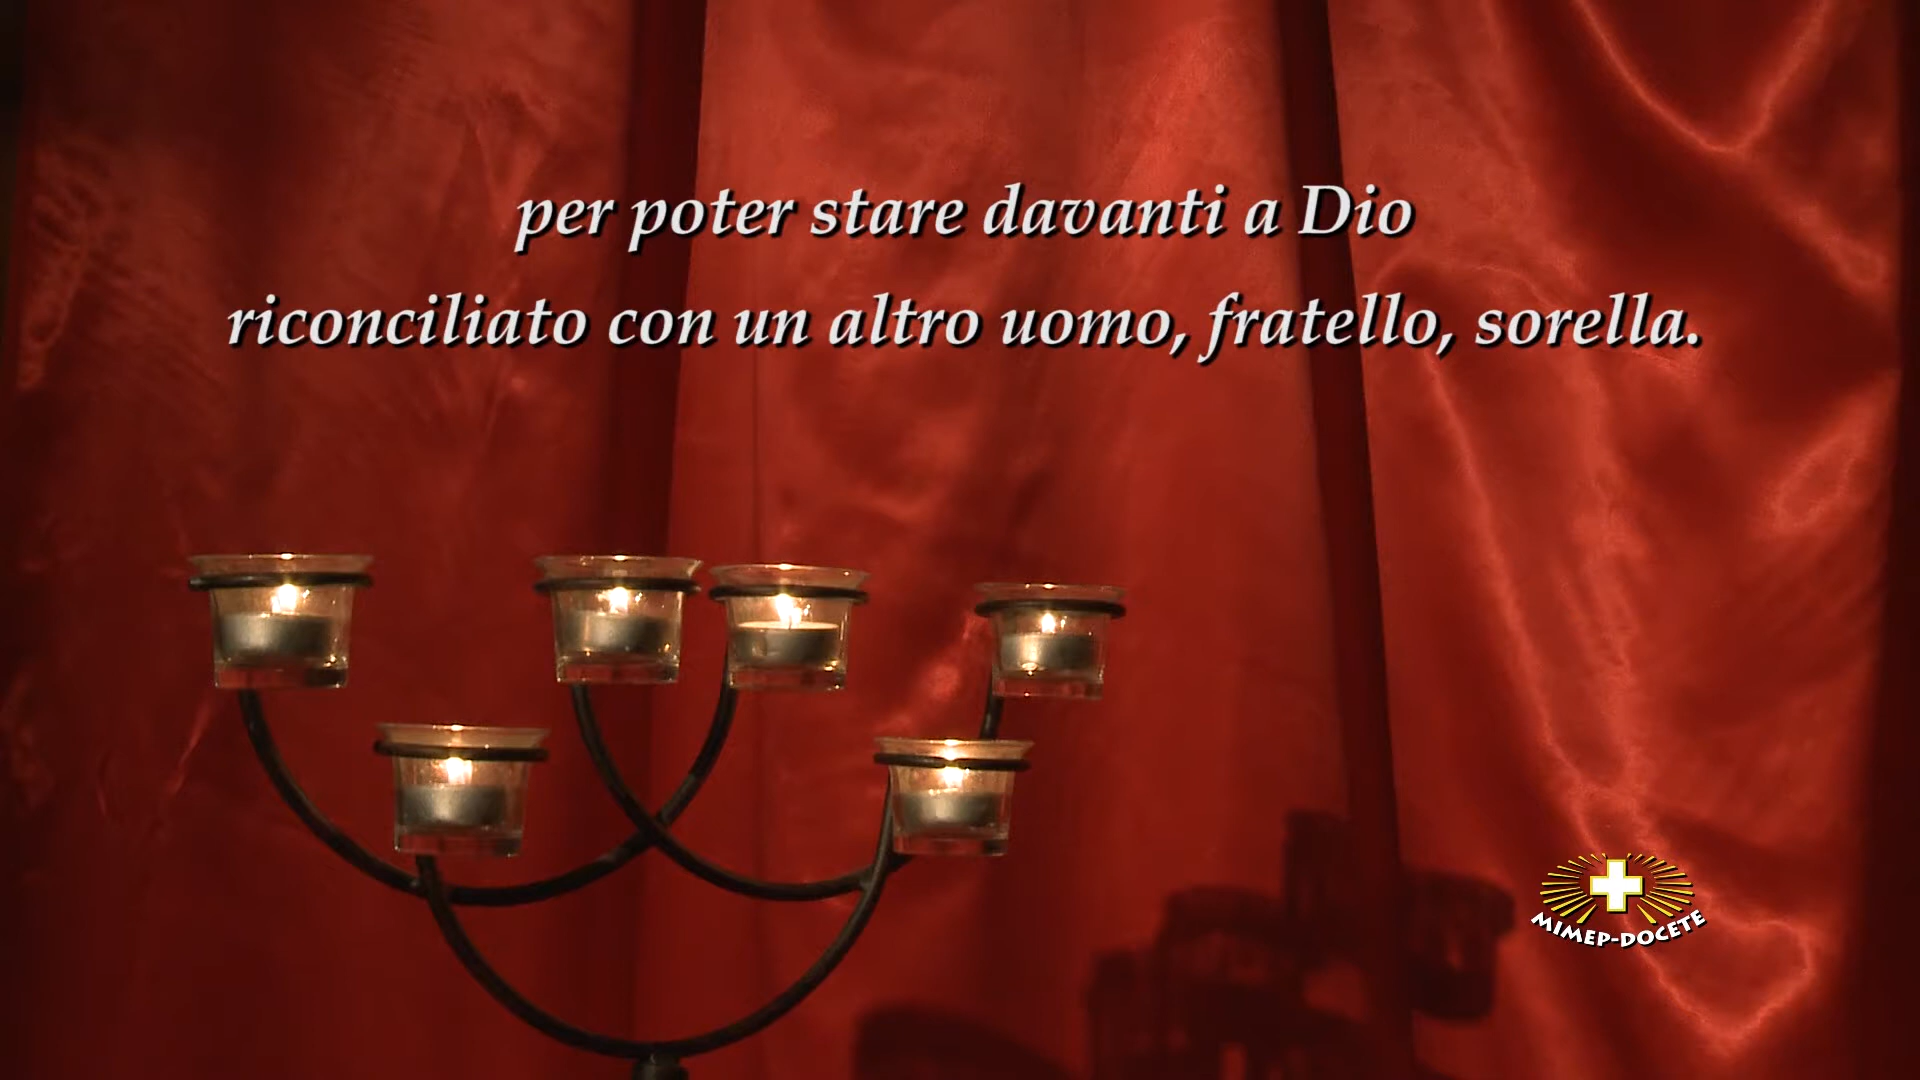 per poter stare davanti a Dio
riconciliato con un altro uomo, fratello, sorella.
MIMEP-DOCETE